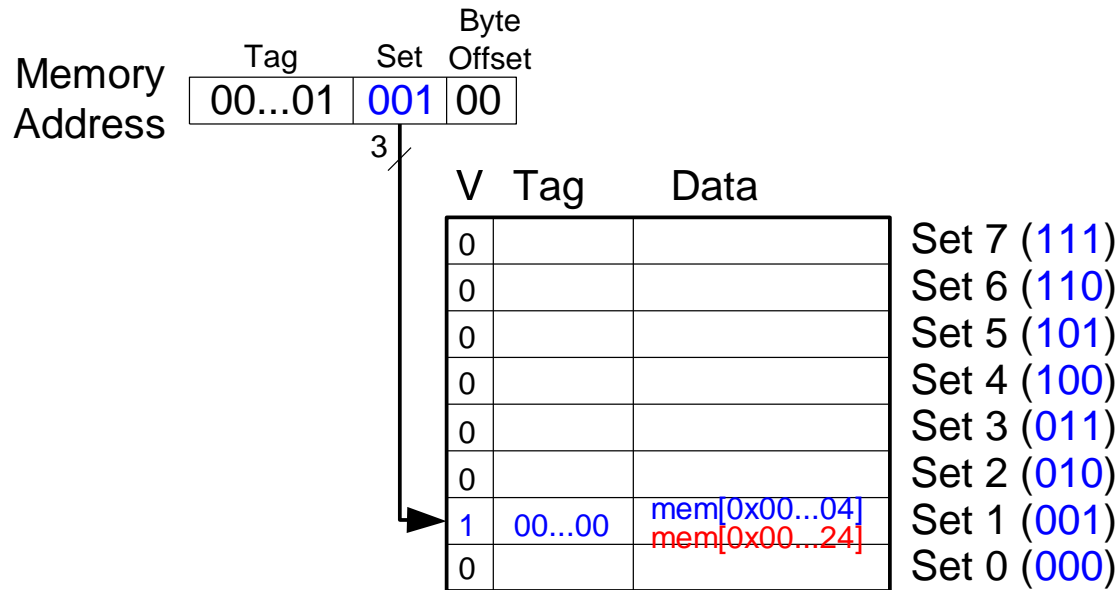 Byte
Tag Set Offset
Memory Address 00...01 001 00
3
V Tag Data
0 Set 7 (111)
0 Set 6 (110)
0 Set 5 (101)
0 Set 4 (100)
0 Set 3 (011)
0 Set 2 (010)
1 00...00 mem[0x00...04] Set 1 (001)
mem[0x00...24]
0 Set 0 (000)